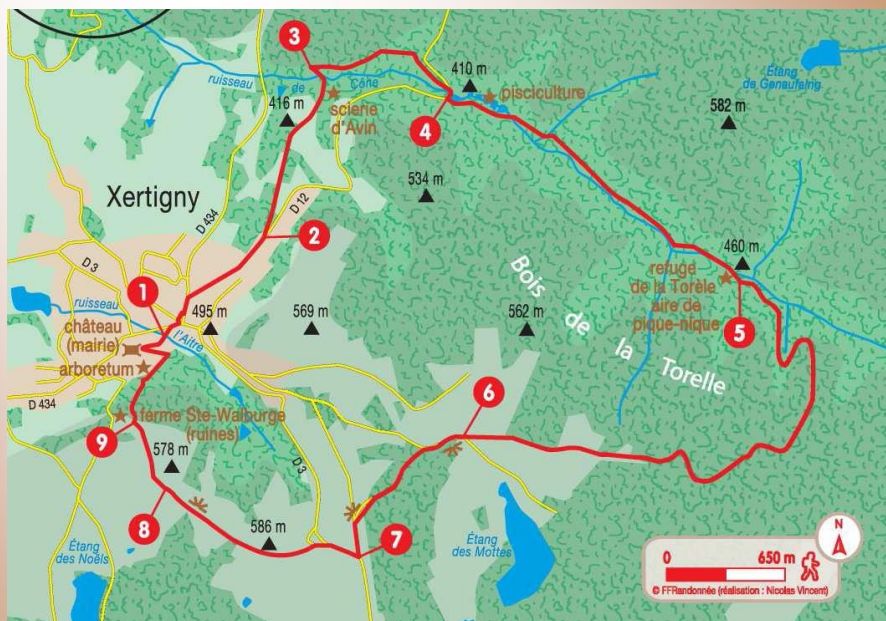 3
ruisseau
de
Cône
410 m
pisciculture
Étang
de Genaufaing
416 m
scierie
d'Avin
4
582 m
Xertigny
D 434
D 12
534 m
2
D 3
Bois
de
la
Torelle
460 m
refuge
de la Torèle
aire de
pique-nique
5
1
ruisseau
l'Aitre
495 m
569 m
562 m
château
(mairie)
arboretum
D 434
6
ferme Ste-Walburge
(ruines)
9
578 m
D 3
8
586 m
7
Étang
des Noëls
Étang
des Mottes
N
0
650 m
© FFRandonnée (réalisation : Nicolas Vincent)